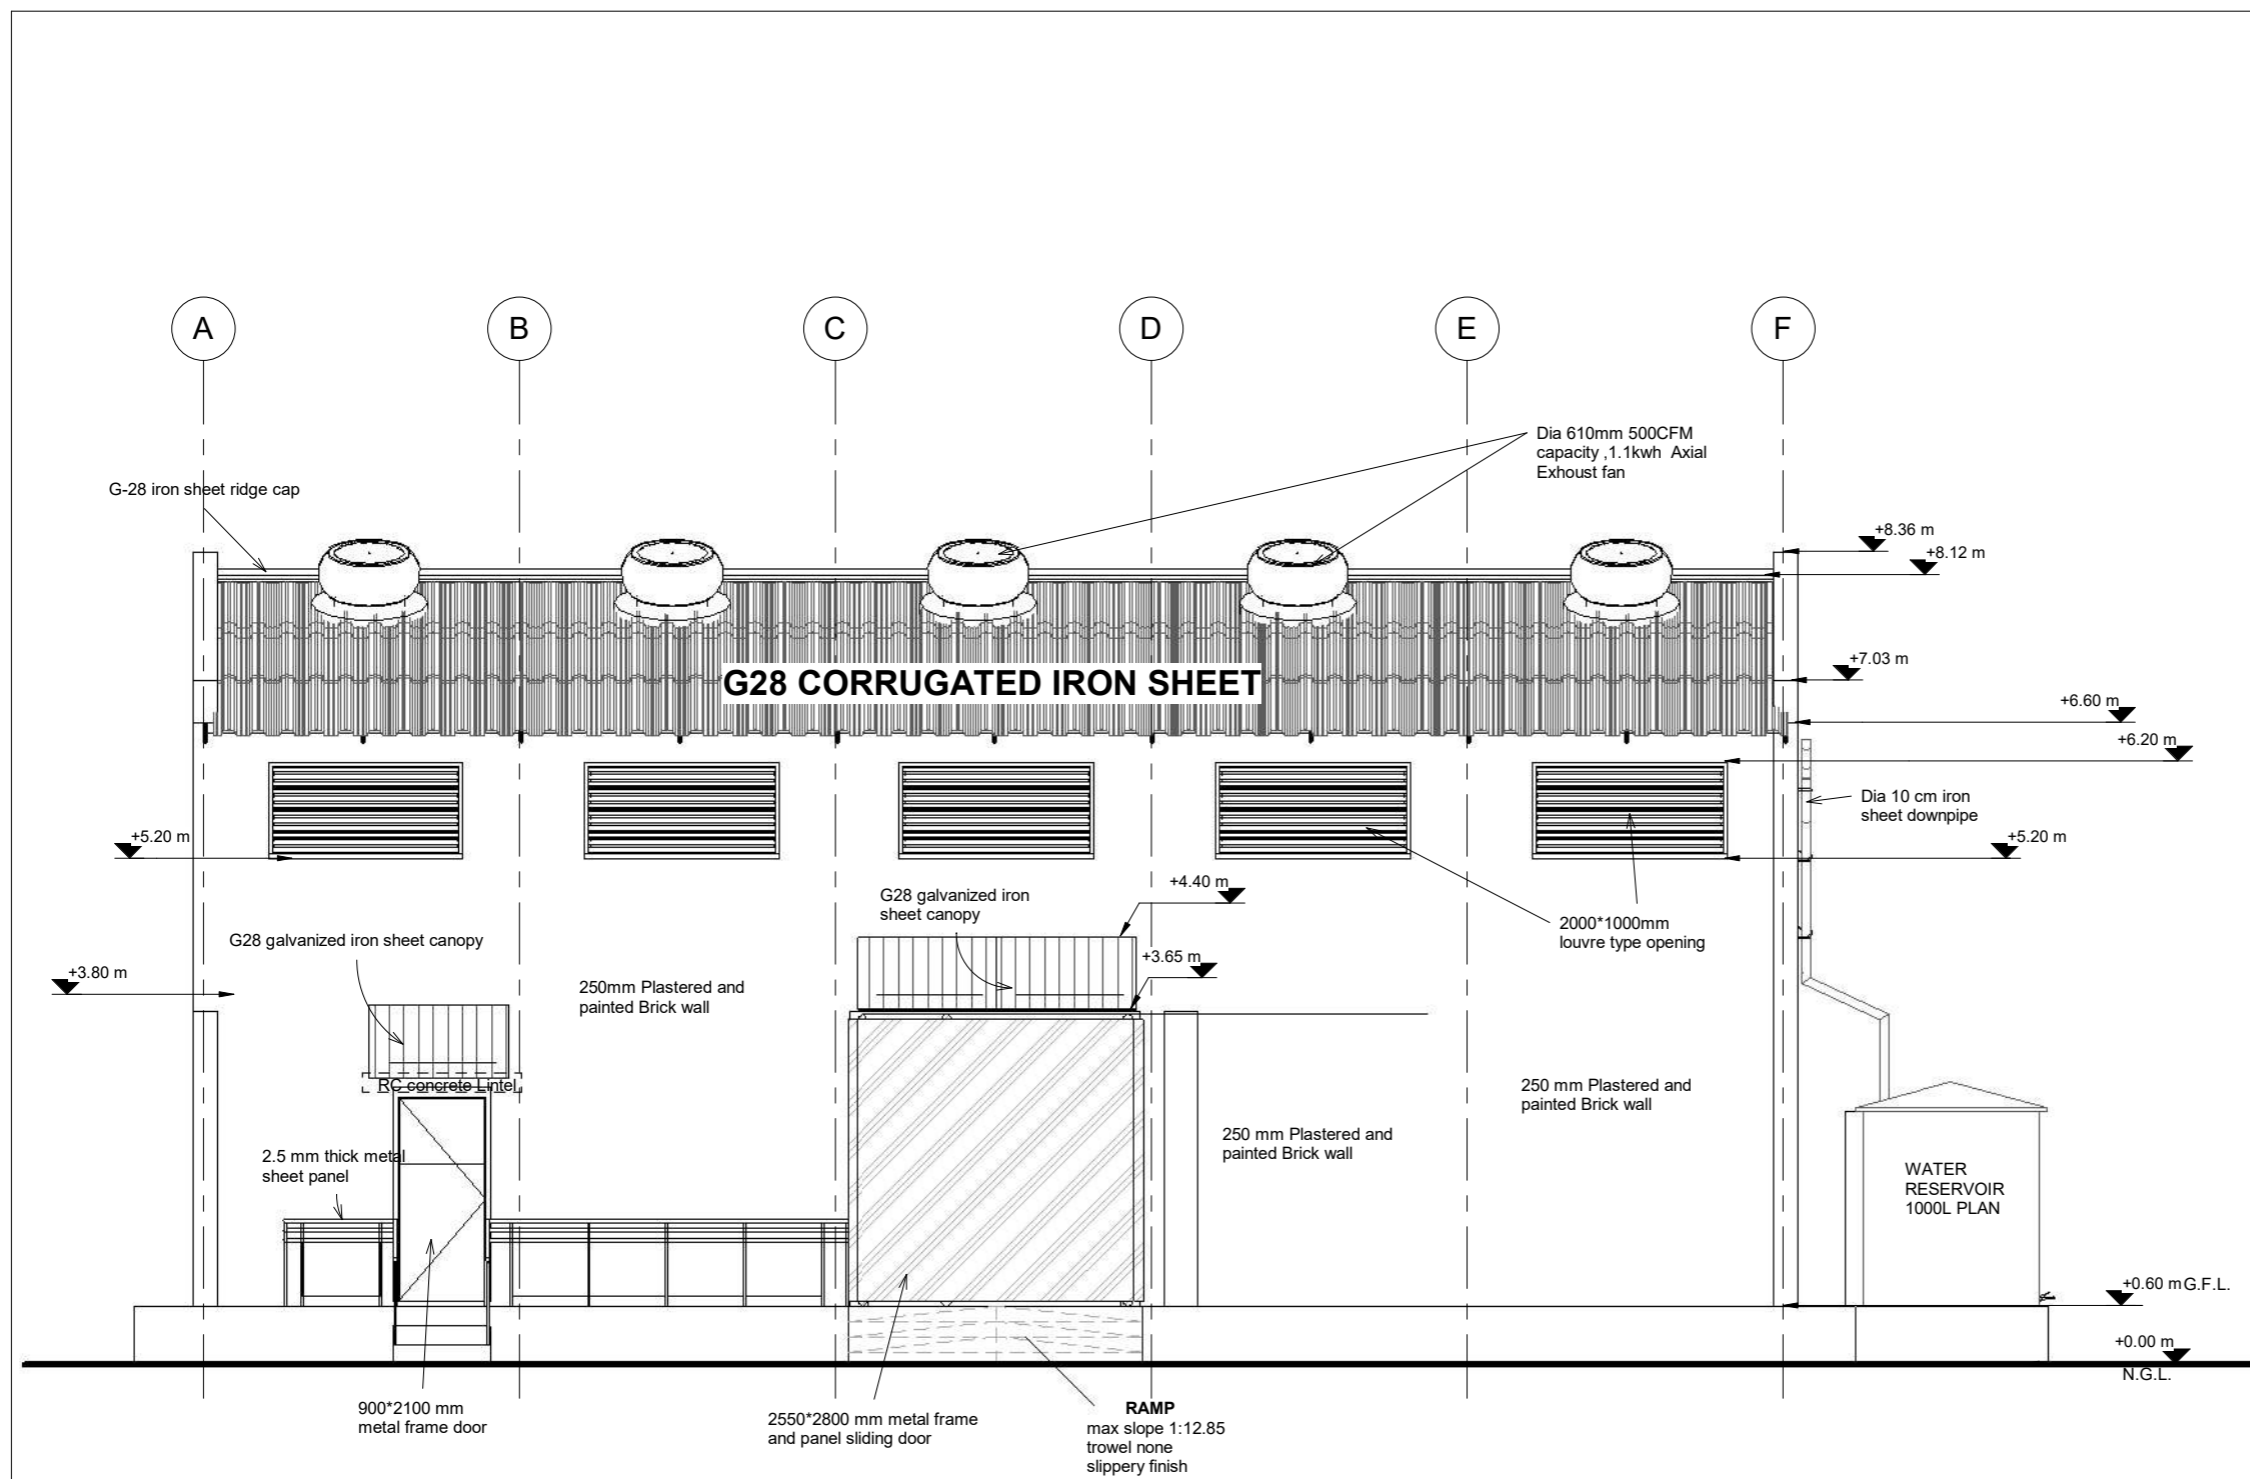 A
B
C
D
E
F
Dia 610mm 500CFM
capacity ,1.1kwh Axial
Exhoust fan
G-28 iron sheet ridge cap
+8.36 m
+8.12 m
G28 CORRUGATED IRON SHEET
+7.03 m
+6.60 m
+6.20 m
Dia 10 cm iron
sheet downpipe
+5.20 m
+5.20 m
+4.40 m
G28 galvanized iron
sheet canopy
2000*1000mm
louvre type opening
G28 galvanized iron sheet canopy
+3.65 m
+3.80 m
250mm Plastered and
painted Brick wall
RC concrete Lintel
250 mm Plastered and
painted Brick wall
250 mm Plastered and
painted Brick wall
2.5 mm thick metal
sheet panel
WATER
RESERVOIR
1000L PLAN
+0.60 m G.F.L.
+0.00 m
N.G.L.
900*2100 mm
metal frame door
2550*2800 mm metal frame
and panel sliding door
RAMP
max slope 1:12.85
trowel none
slippery finish